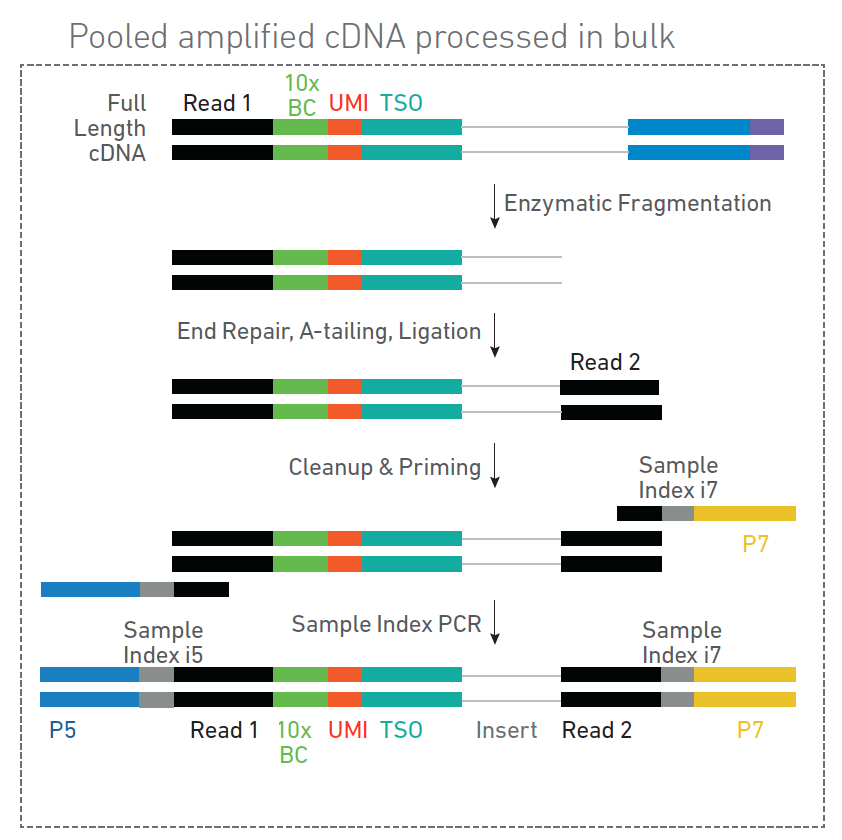 Pooled amplified cDNA processed in bulk
Full
Length
cDNA
Read 1
10x
BC
UMI
TSO
Enzymatic Fragmentation
End Repair, A-tailing, Ligation
Read 2
Cleanup & Priming
Sample
Index i7
P7
Sample Index PCR
Sample
Index i5
Sample
Index i7
P5
Read 1
10x
BC
UMI
TSO
Insert
Read 2
P7